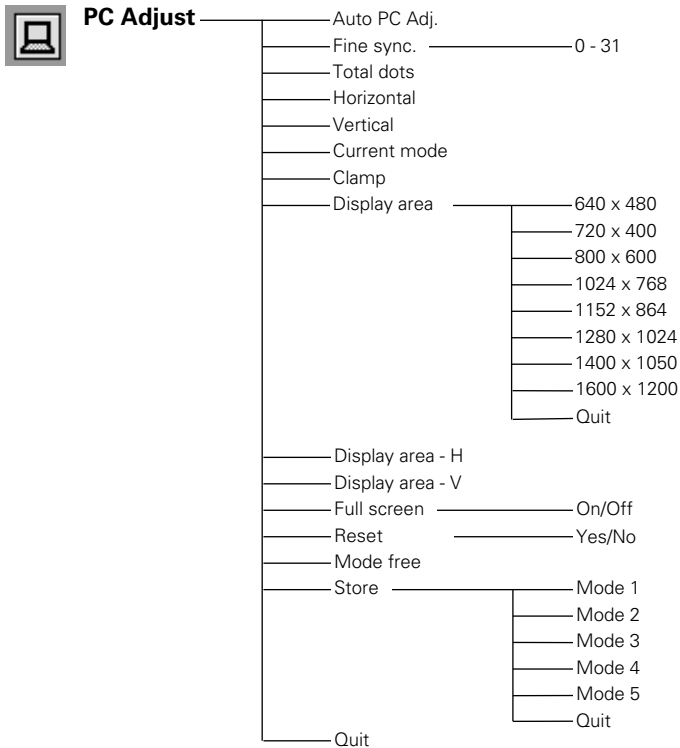 PC Adjust
Auto PC Adj.
Fine sync. 0 - 31
Total dots
Horizontal
Vertical
Current mode
Clamp
Display area 640 x 480
720 x 400
800 x 600
1024 x 768
1152 x 864
1280 x 1024
1400 x 1050
1600 x 1200
Quit
Display area - H
Display area - V
Full screen On/Off
Reset Yes/No
Mode free
Store Mode 1
Mode 2
Mode 3
Mode 4
Mode 5
Quit
Quit